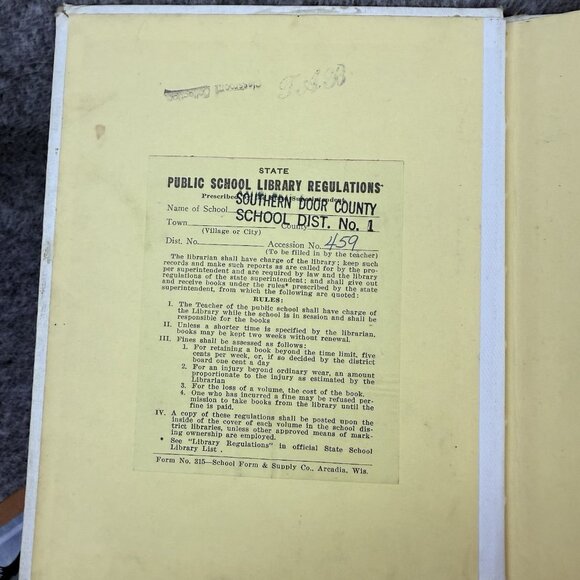 T.A.B
STATE
PUBLIC SCHOOL LIBRARY REGULATIONS
Prescribed Superintendent
SOUTHERN DOOR COUNTY
Name of School
SCHOOL DIST. No. 1
Town County
(Village or City)
Dist. No. Accession No. 459
(To be filled in by the teacher)
The librarian shall have charge of the library; keep such
records and make such reports as are called for by the pro-
per superintendent and are required by law and the library
regulations of the state superintendent; and shall give out
and receive books under the rules* prescribed by the state
superintendent, from which the following are quoted:
RULES:
I. The Teacher of the public school shall have charge of
the Library while the school is in session and shall be
responsible for the books
II. Unless a shorter time is specified by the librarian,
books may be kept two weeks without renewal.
III. Fines shall be assessed as follows:
1. For retaining a book beyond the time limit, five
cents per week, or, if so decided by the district
board one cent a day
2. For an injury beyond ordinary wear, an amount
proportionate to the injury as estimated by the
Librarian
3. For the loss of a volume, the cost of the book.
4. One who has incurred a fine may be refused per-
mission to take books from the library until the
fine is paid.
IV. A copy of these regulations shall be posted upon the
inside of the cover of each volume in the school dis-
trict libraries, unless other approved means of mark-
ing ownership are employed.
* See "Library Regulations" in official State School
Library List .
Form No. 315—School Form & Supply Co., Arcadia, Wis.